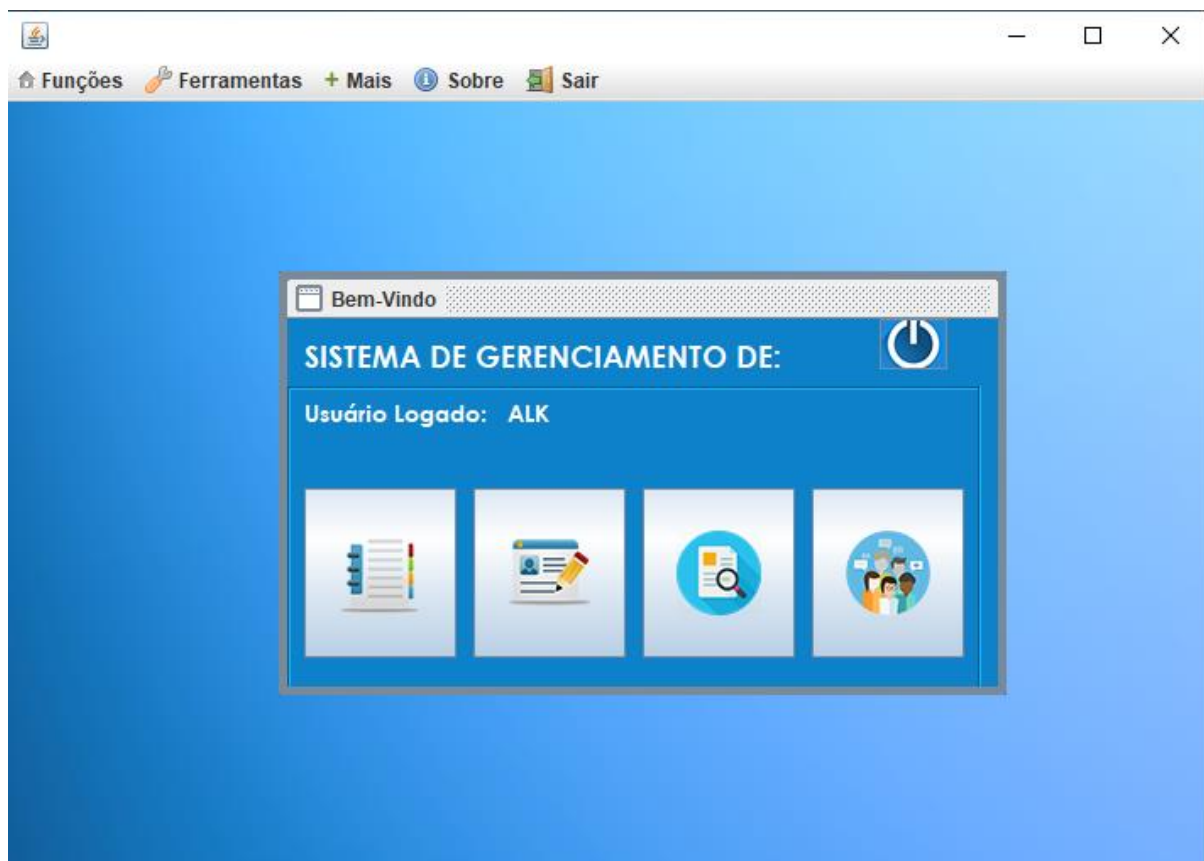 Funções Ferramentas + Mais Sobre Sair
Bem-Vindo
SISTEMA DE GERENCIAMENTO DE:
Usuário Logado: ALK